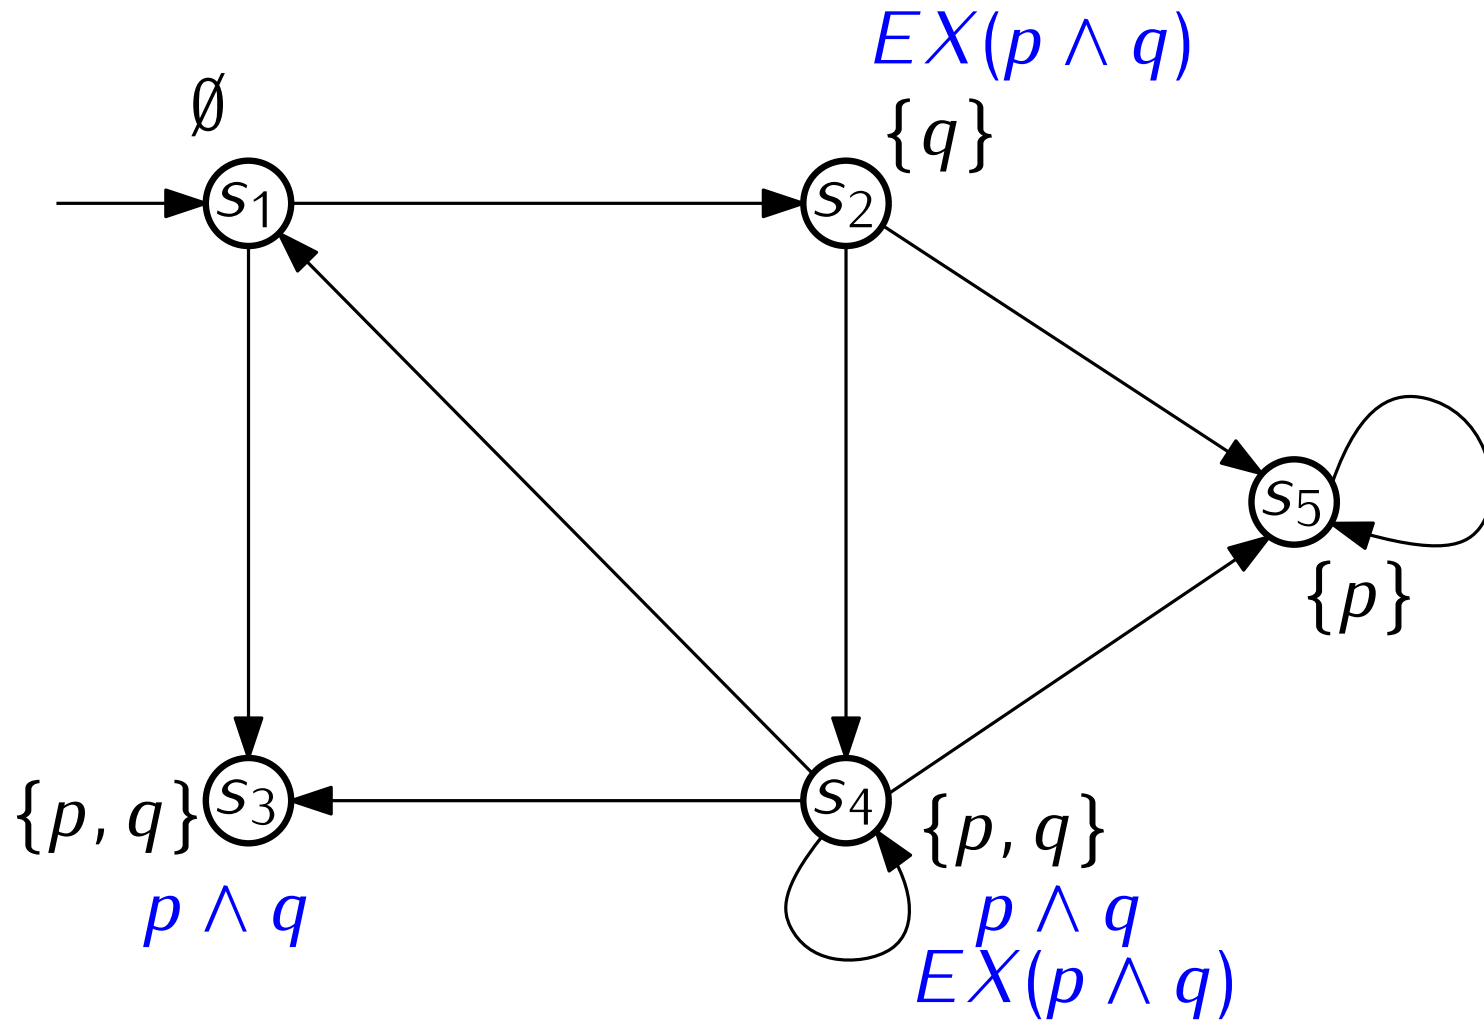 EX(p ∧ q)
∅
{q}
s1
s2
s5
{p}
{p, q}
s3
s4
{p, q}
p ∧ q
p ∧ q
EX(p ∧ q)